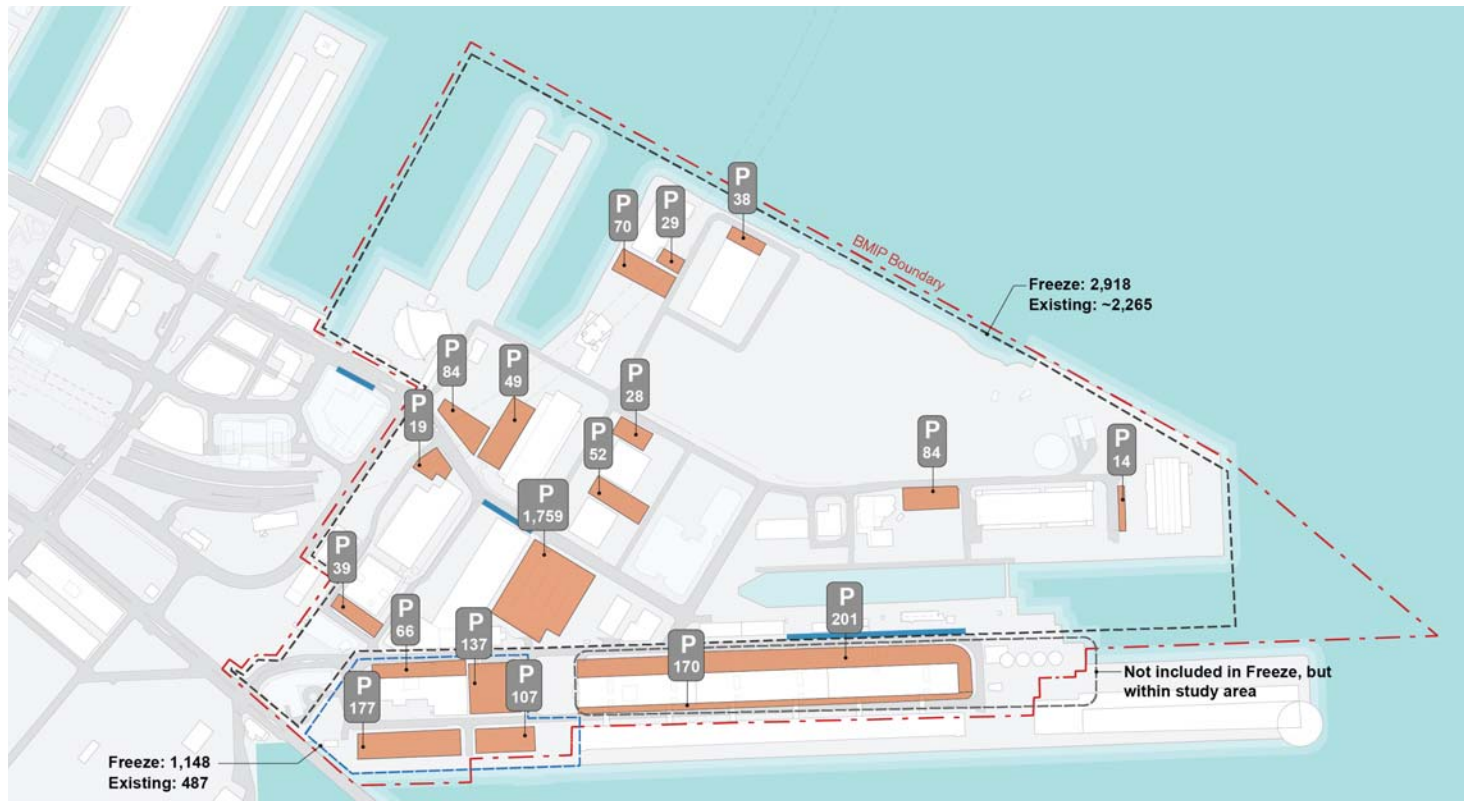 P
38
P
70
P
29
BMIP Boundary
Freeze: 2,918
Existing: ~2,265
P
84
P
49
P
28
P
19
P
52
P
84
P
14
P
1,759
P
39
P
66
P
137
P
201
P
170
Not included in Freeze, but
within study area
P
177
P
107
Freeze: 1,148
Existing: 487